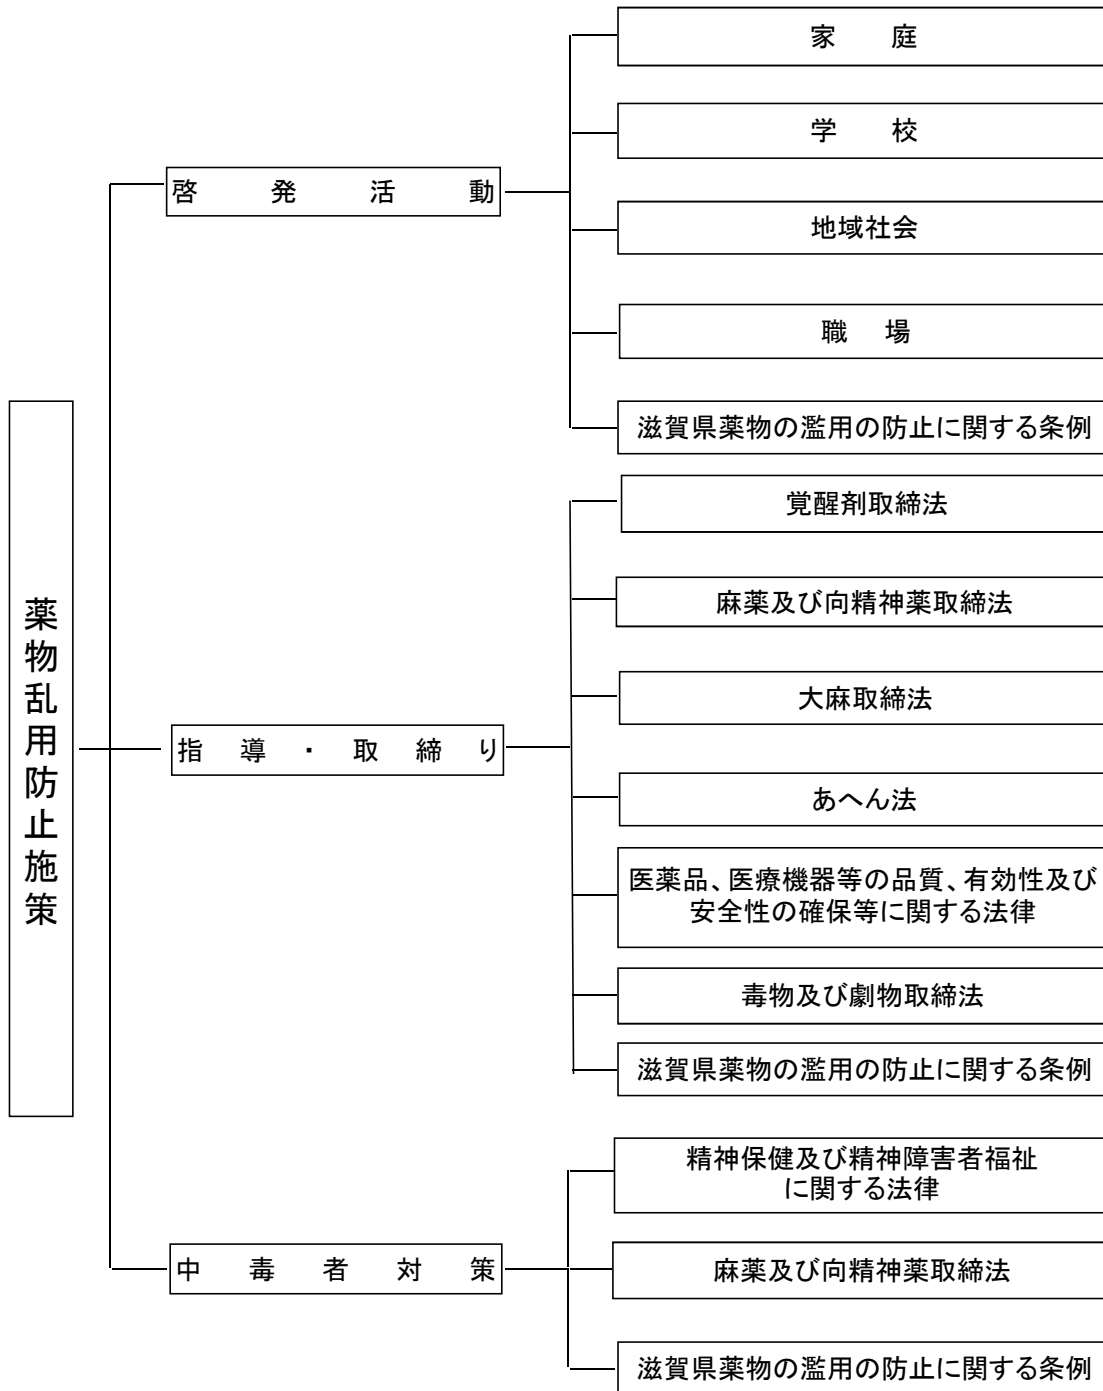 薬物乱用防止施策
啓発活動
家庭
学校
地域社会
職場
滋賀県薬物の濫用の防止に関する条例
指導・取締り
覚醒剤取締法
麻薬及び向精神薬取締法
大麻取締法
あへん法
医薬品、医療機器等の品質、有効性及び
安全性の確保等に関する法律
毒物及び劇物取締法
滋賀県薬物の濫用の防止に関する条例
中毒者対策
精神保健及び精神障害者福祉
に関する法律
麻薬及び向精神薬取締法
滋賀県薬物の濫用の防止に関する条例